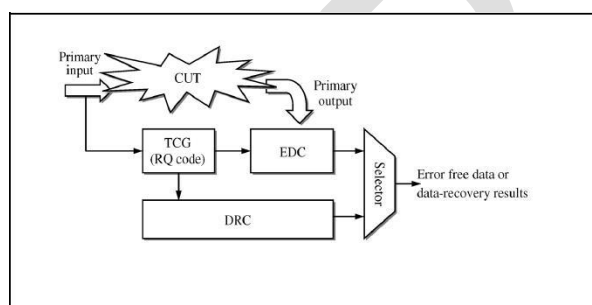 Primary
input
CUT
Primary
output
TCG
(RQ code)
EDC
Selector
Error free data or
data-recovery results
DRC